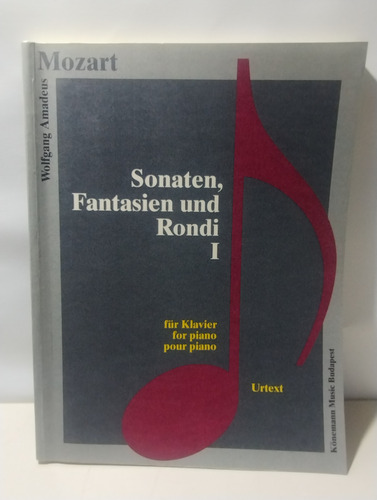 Mozart
Wolfgang Amadeus
Sonaten,
Fantasien und
Rondi
I
für Klavier
for piano
pour piano
Urtext
Könemann Music Budapest